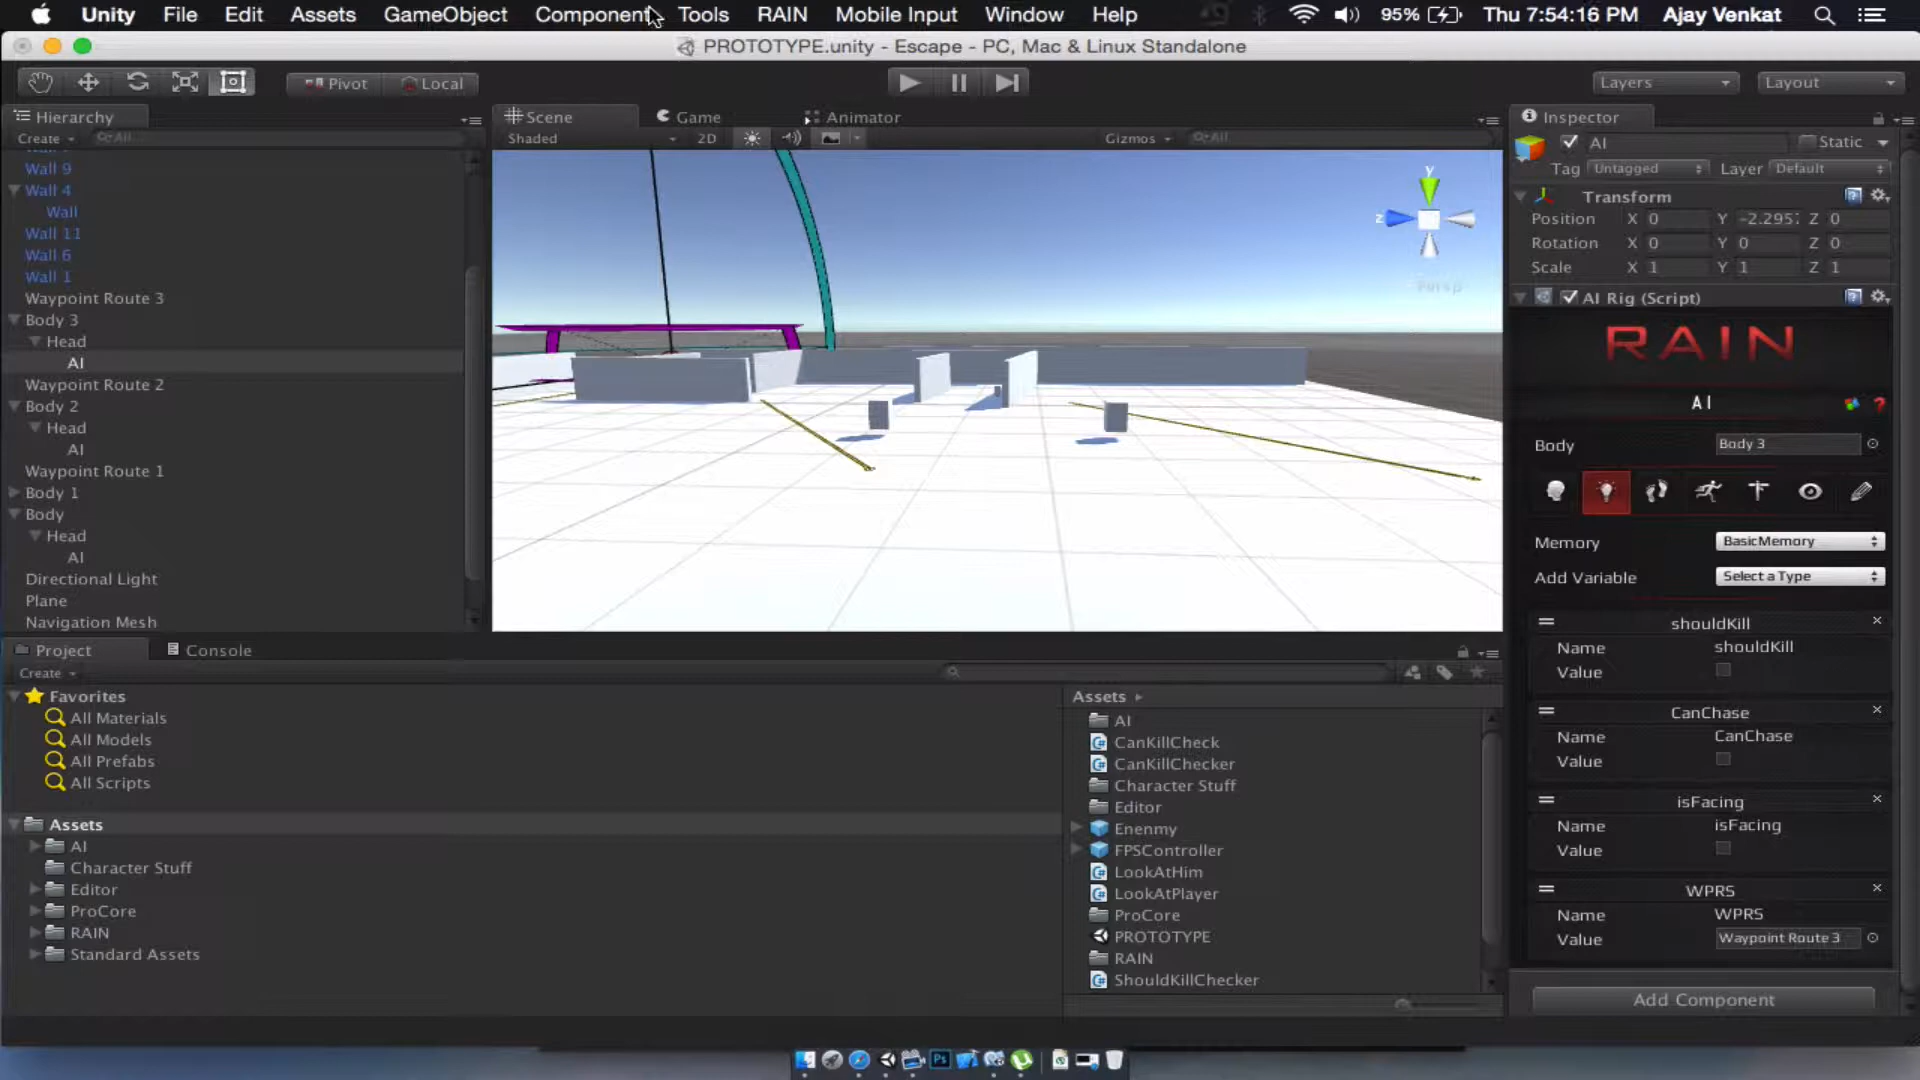 Unity File Edit Assets GameObject Component Tools RAIN Mobile Input Window Help 95% Thu 7:54:16 PM Ajay Venkat
PROTOTYPE.unity - Escape - PC, Mac & Linux Standalone
Pivot Local Layers Layout
Hierarchy
Create All
Wall 9
Wall 4
Wall
Wall 11
Wall 6
Wall 1
Waypoint Route 3
Body 3
Head
AI
Waypoint Route 2
Body 2
Head
AI
Waypoint Route 1
Body 1
Body
Head
AI
Directional Light
Plane
Navigation Mesh
Scene Game Animator
Shaded 2D Gizmos All
y
z
Persp
Project Console
Create
Favorites
All Materials
All Models
All Prefabs
All Scripts
Assets
AI
Character Stuff
Editor
ProCore
RAIN
Standard Assets
Assets
AI
CanKillCheck
CanKillChecker
Character Stuff
Editor
Enenmy
FPSController
LookAtHim
LookAtPlayer
ProCore
PROTOTYPE
RAIN
ShouldKillChecker
Inspector
AI Static
Tag Untagged Layer Default
Transform
Position X 0 Y -2.2957 Z 0
Rotation X 0 Y 0 Z 0
Scale X 1 Y 1 Z 1
AI Rig (Script)
RAIN
AI ?
Body Body 3
Memory BasicMemory
Add Variable Select a Type
shouldKill
Name shouldKill
Value
CanChase
Name CanChase
Value
isFacing
Name isFacing
Value
WPRS
Name WPRS
Value Waypoint Route 3
Add Component
Ps